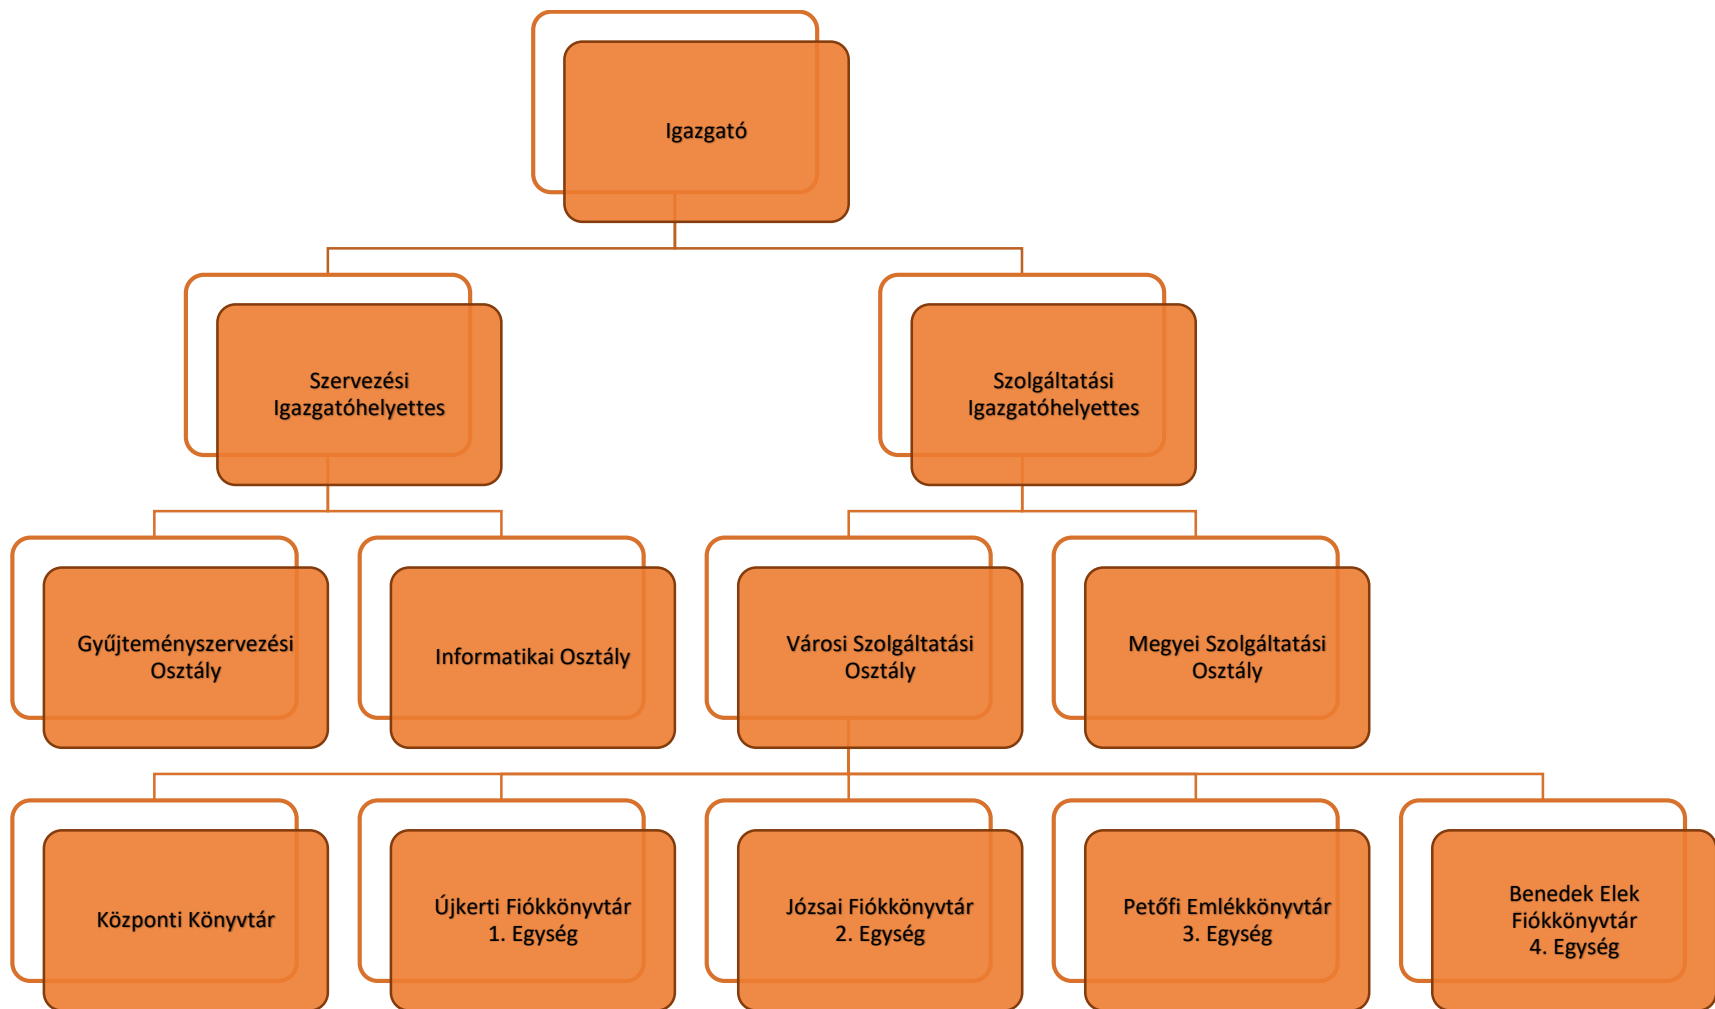 Igazgató
Szervezési
Igazgatóhelyettes
Szolgáltatási
Igazgatóhelyettes
Gyűjteményszervezési
Osztály
Informatikai Osztály
Városi Szolgáltatási
Osztály
Megyei Szolgáltatási
Osztály
Központi Könyvtár
Újkerti Fiókkönyvtár
1. Egység
Józsai Fiókkönyvtár
2. Egység
Petőfi Emlékkönyvtár
3. Egység
Benedek Elek
Fiókkönyvtár
4. Egység